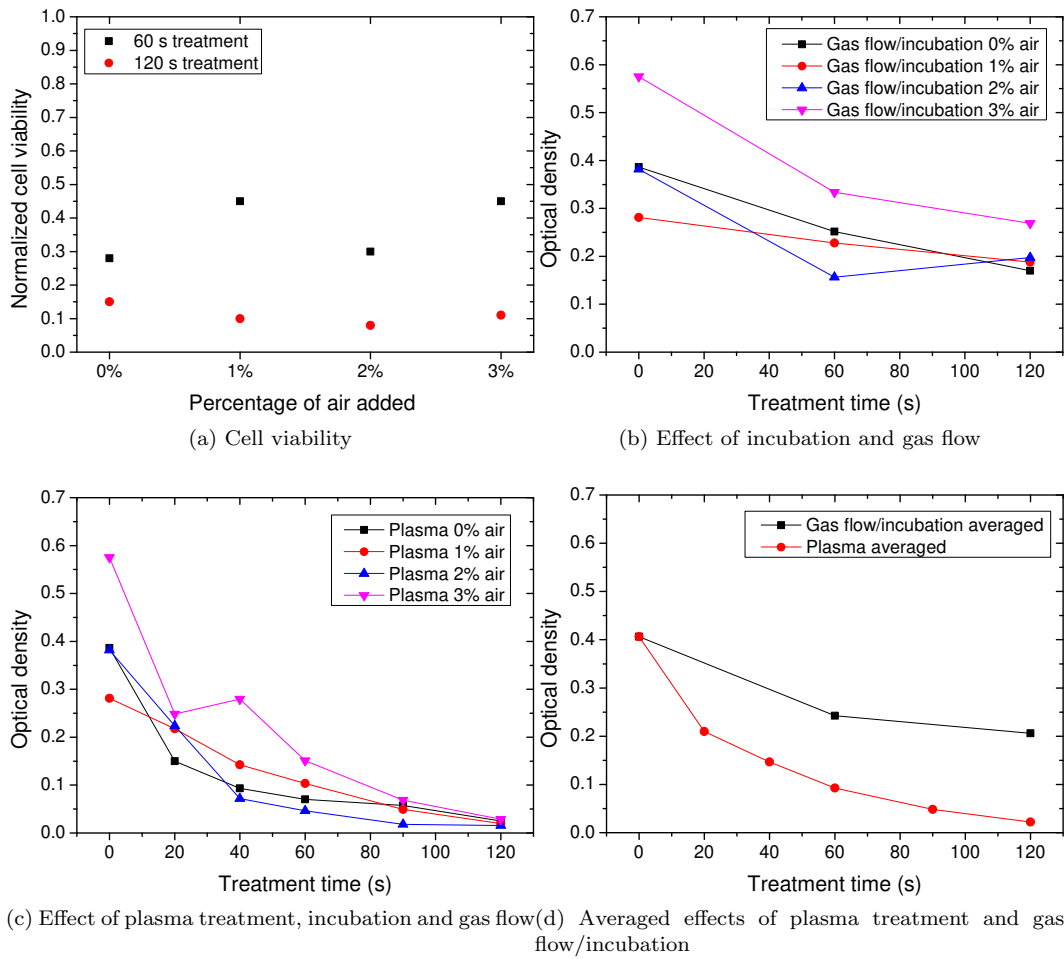 1.0
0.9
0.8
0.7
0.6
0.5
0.4
0.3
0.2
0.1
0.0
Normalized cell viability
60 s treatment
120 s treatment
0% 1% 2% 3%
Percentage of air added
(a) Cell viability
0.7
0.6
0.5
0.4
0.3
0.2
0.1
0.0
Optical density
Gas flow/incubation 0% air
Gas flow/incubation 1% air
Gas flow/incubation 2% air
Gas flow/incubation 3% air
0 20 40 60 80 100 120
Treatment time (s)
(b) Effect of incubation and gas flow
0.7
0.6
0.5
0.4
0.3
0.2
0.1
0.0
Optical density
Plasma 0% air
Plasma 1% air
Plasma 2% air
Plasma 3% air
0 20 40 60 80 100 120
Treatment time (s)
(c) Effect of plasma treatment, incubation and gas flow
0.7
0.6
0.5
0.4
0.3
0.2
0.1
0.0
Optical density
Gas flow/incubation averaged
Plasma averaged
0 20 40 60 80 100 120
Treatment time (s)
(d) Averaged effects of plasma treatment and gas
flow/incubation